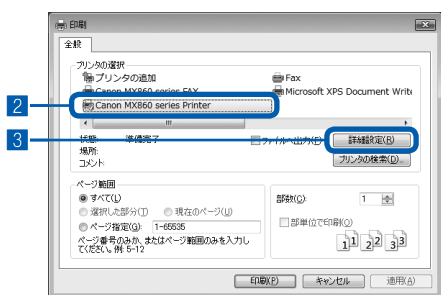 印刷
全般
プリンタの選択
プリンタの追加
Fax
Canon MX860 series FAX
Microsoft XPS Document Write
2
Canon MX860 series Printer
3
状態: 準備完了
ファイルへ出力(F)
詳細設定(R)
場所:
コメント:
プリンタの検索(D)...
ページ範囲
すべて(L)
部数(C): 1
選択した部分(T)
現在のページ(U)
部単位で印刷(O)
ページ指定(G): 1-65535
ページ番号のみか、またはページ範囲のみを入力し
てください。例: 5-12
1 1 2 2 3 3
印刷(P)
キャンセル
適用(A)